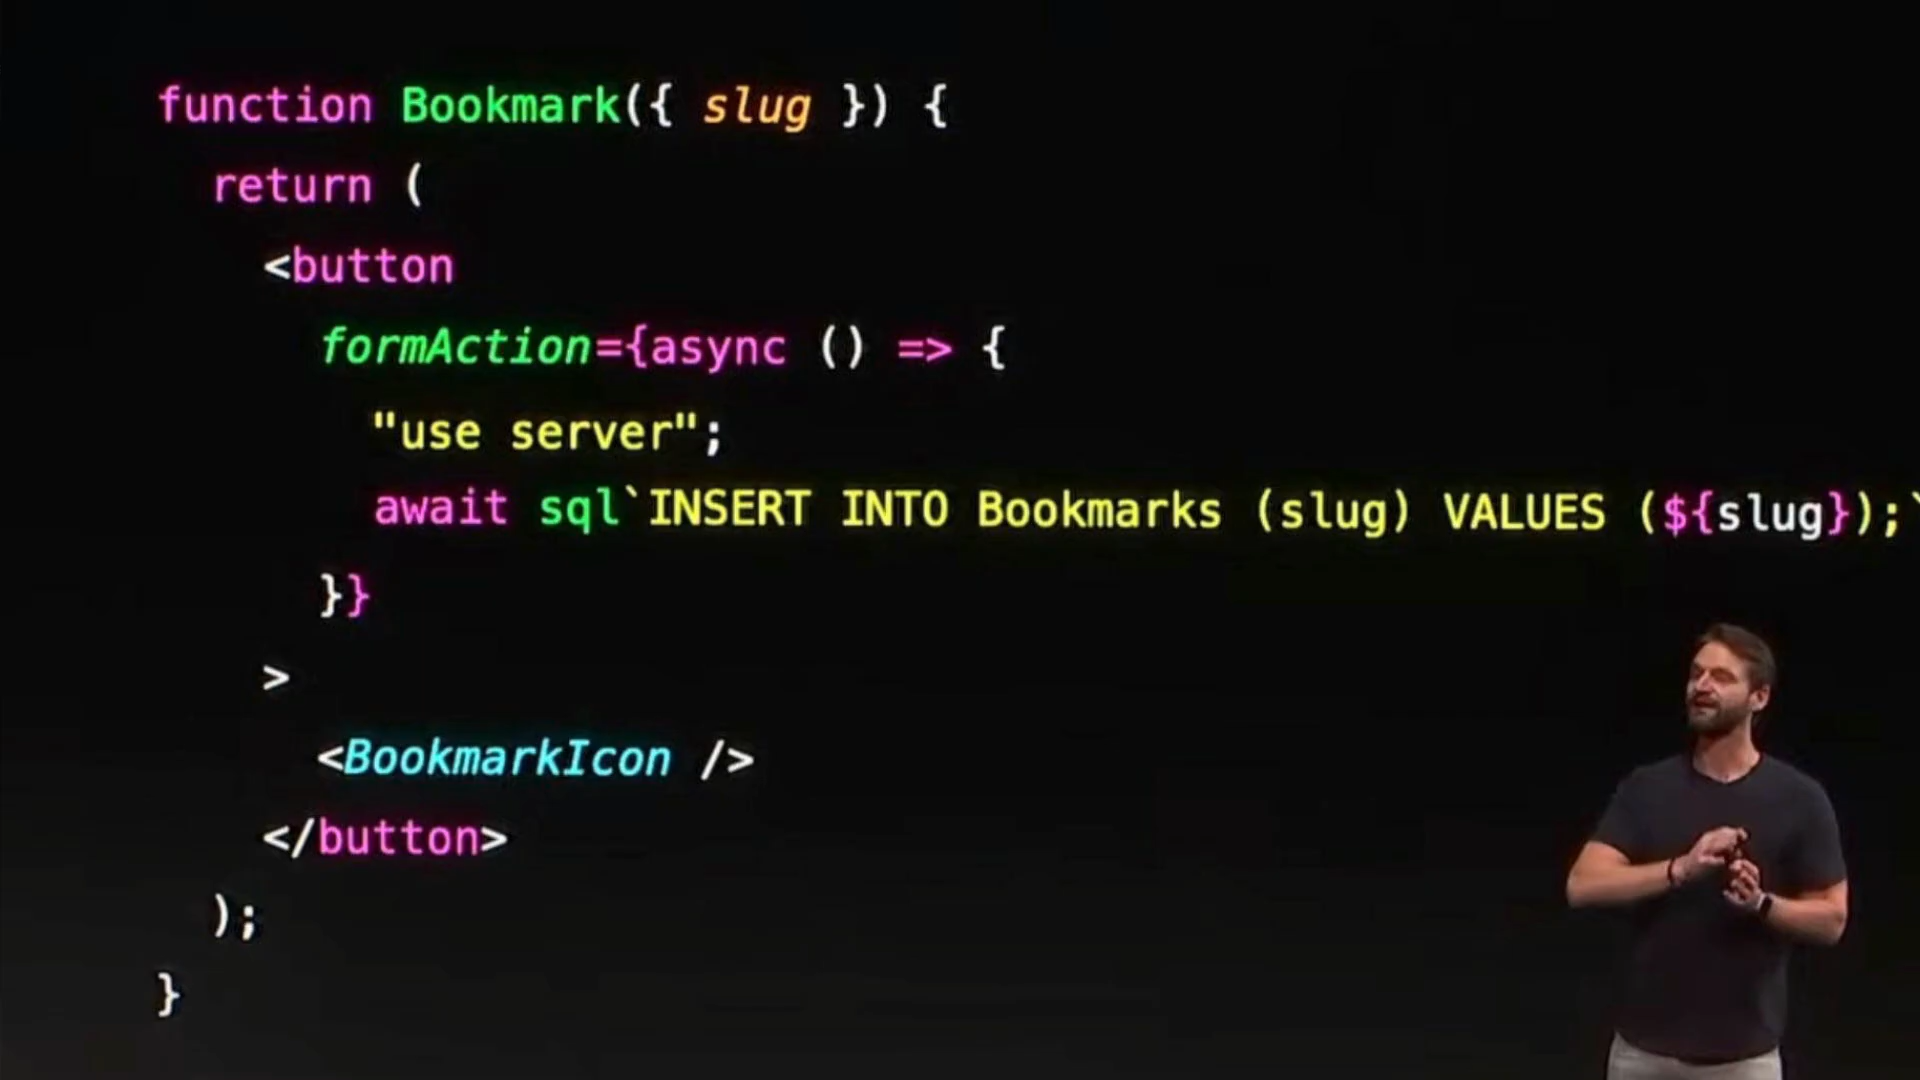 function Bookmark({ slug }) {
return (
<button
formAction={async () => {
"use server";
await sql`INSERT INTO Bookmarks (slug) VALUES (${slug});`
}}
>
<BookmarkIcon />
</button>
);
}